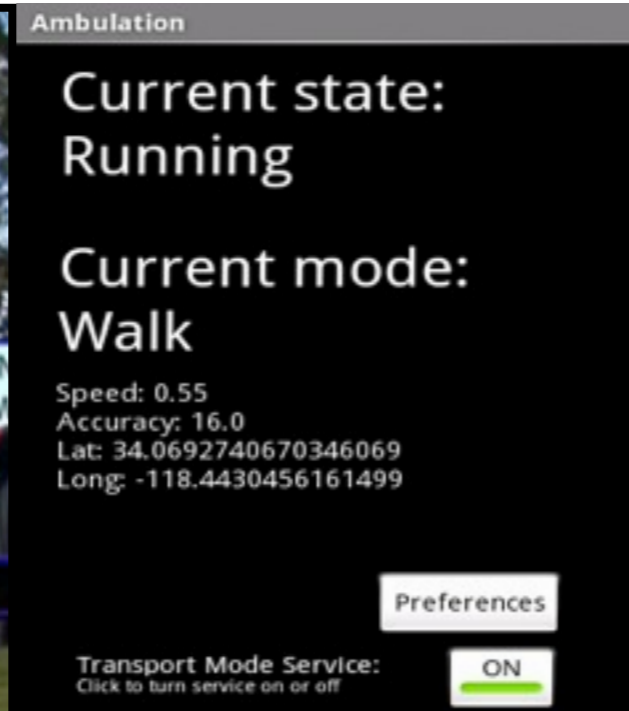 Ambulation
Current state:
Running
Current mode:
Walk
Speed: 0.55
Accuracy: 16.0
Lat: 34.0692740670346069
Long: -118.4430456161499
Preferences
Transport Mode Service:
Click to turn service on or off
ON